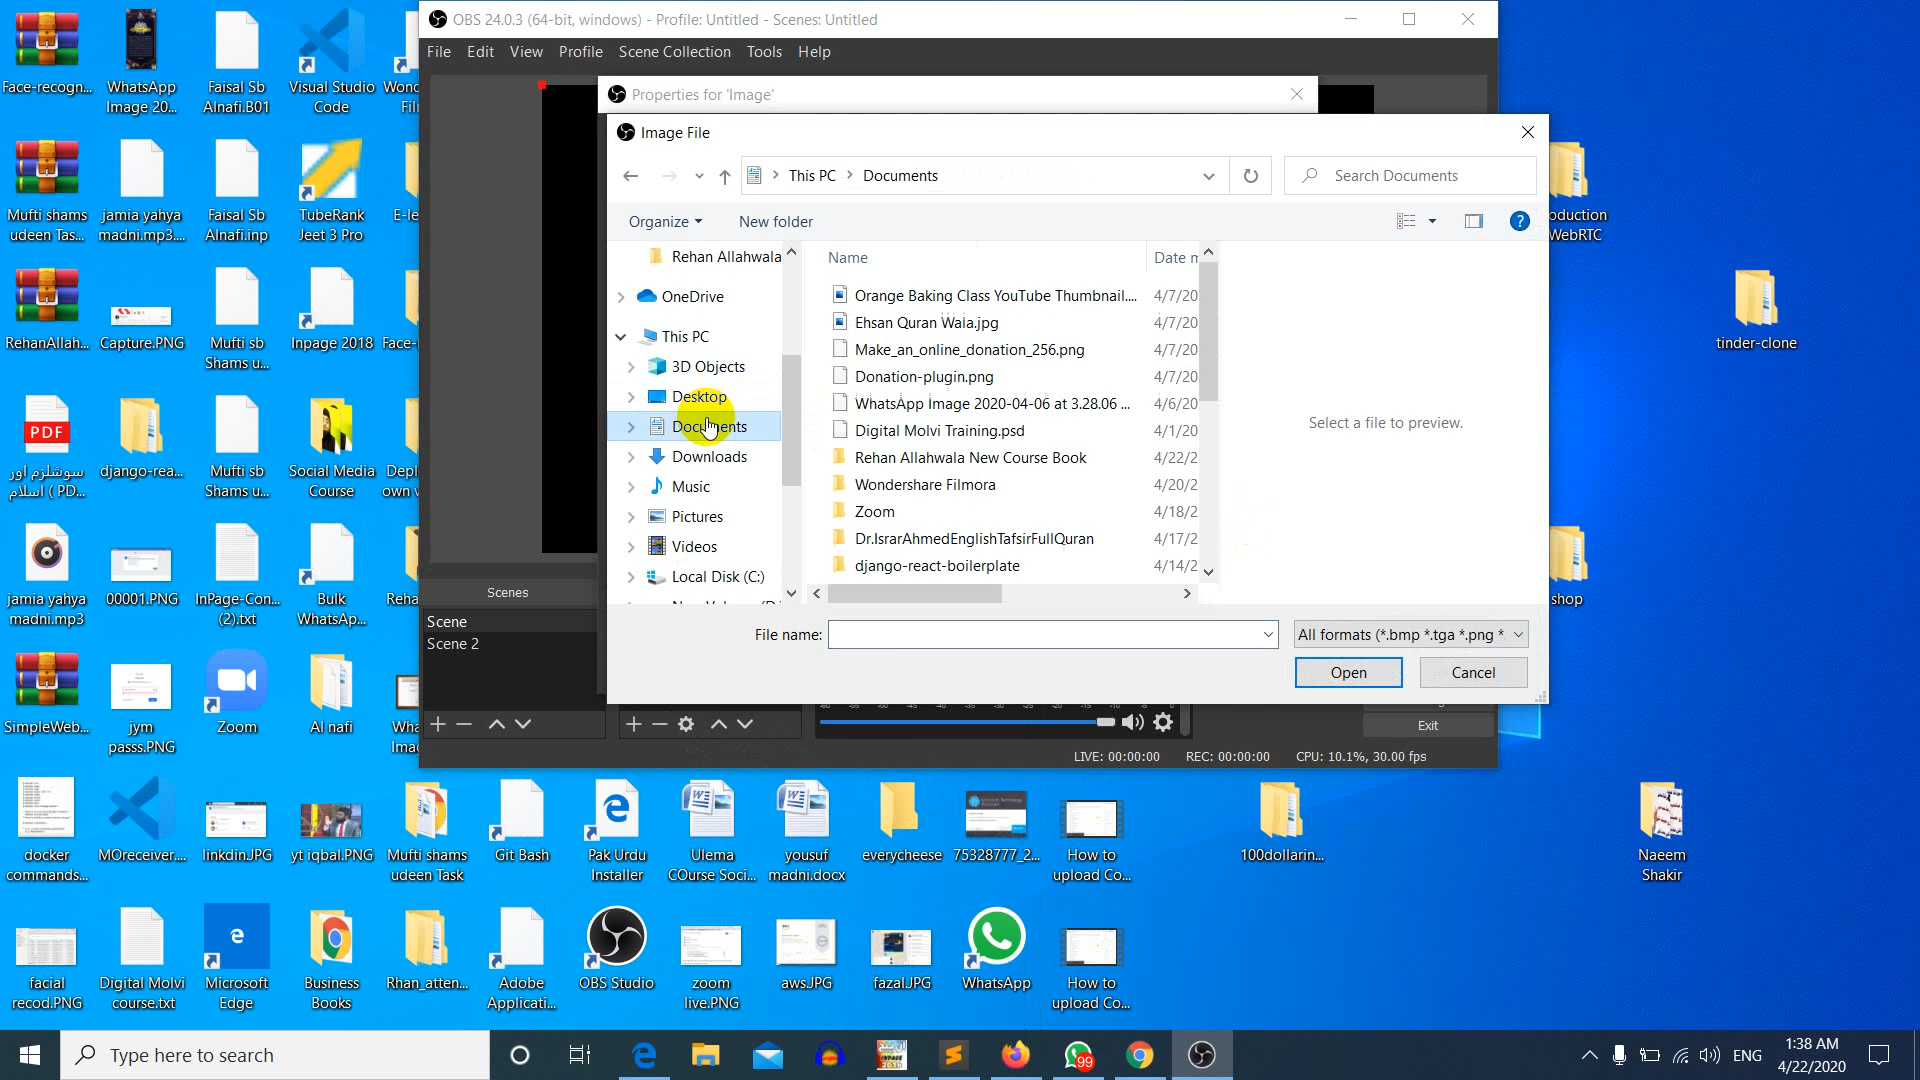 OBS 24.0.3 (64-bit, windows) - Profile: Untitled - Scenes: Untitled
File Edit View Profile Scene Collection Tools Help
Properties for 'Image'
Image File
This PC > Documents
Search Documents
Organize
New folder
Rehan Allahwala
OneDrive
This PC
3D Objects
Desktop
Documents
Downloads
Music
Pictures
Videos
Local Disk (C:)
Name
Date m
Orange Baking Class YouTube Thumbnail.... 4/7/20
Ehsan Quran Wala.jpg 4/7/20
Make_an_online_donation_256.png 4/7/20
Donation-plugin.png 4/7/20
WhatsApp Image 2020-04-06 at 3.28.06 ... 4/6/20
Digital Molvi Training.psd 4/1/20
Rehan Allahwala New Course Book 4/22/2
Wondershare Filmora 4/20/2
Zoom 4/18/2
Dr.IsrarAhmedEnglishTafsirFullQuran 4/17/2
django-react-boilerplate 4/14/2
Select a file to preview.
File name:
All formats (*.bmp *.tga *.png *
Open
Cancel
Scenes
Scene
Scene 2
Exit
LIVE: 00:00:00
REC: 00:00:00
CPU: 10.1%, 30.00 fps
Face-recogn...
WhatsApp
Image 20...
Faisal Sb
Alnafi.B01
Visual Studio
Code
Mufti shams
udeen Tas...
jamia yahya
madni.mp3....
Faisal Sb
Alnafi.inp
TubeRank
Jeet 3 Pro
RehanAllah...
Capture.PNG
Mufti sb
Shams u...
Inpage 2018
PDF
سوشلزم اور
اسلام ( PD...
django-rea...
Mufti sb
Shams u...
Social Media
Course
jamia yahya
madni.mp3
00001.PNG
InPage-Con...
(2).txt
Bulk
WhatsAp...
SimpleWeb...
jym
passs.PNG
Zoom
Al nafi
docker
commands...
MOreceiver....
linkdin.JPG
yt iqbal.PNG
Mufti shams
udeen Task
Git Bash
Pak Urdu
Installer
Ulema
COurse Soci...
yousuf
madni.docx
everycheese
75328777_2...
How to
upload Co...
100dollarin...
Naeem
Shakir
facial
recod.PNG
Digital Molvi
course.txt
Microsoft
Edge
Business
Books
Rhan_atten...
Adobe
Applicati...
OBS Studio
zoom
live.PNG
aws.JPG
fazal.JPG
WhatsApp
How to
upload Co...
oduction
WebRTC
tinder-clone
shop
Type here to search
99
ENG
1:38 AM
4/22/2020